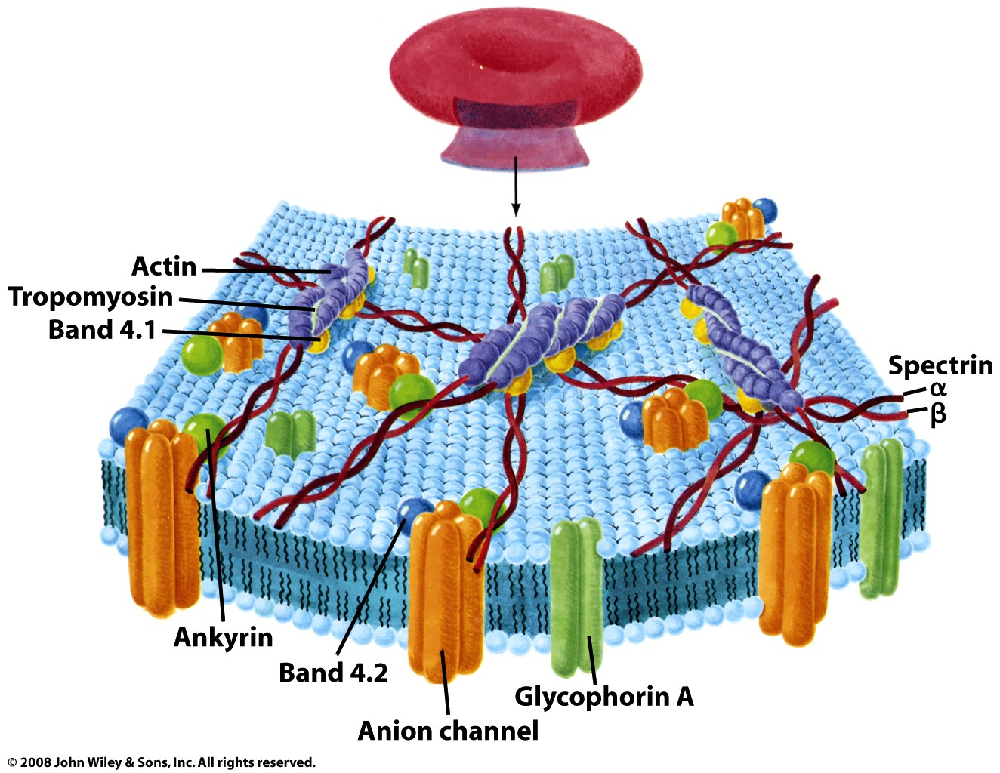 Actin
Tropomyosin
Band 4.1
Spectrin
α
β
Ankyrin
Band 4.2
Glycophorin A
Anion channel
© 2008 John Wiley & Sons, Inc. All rights reserved.